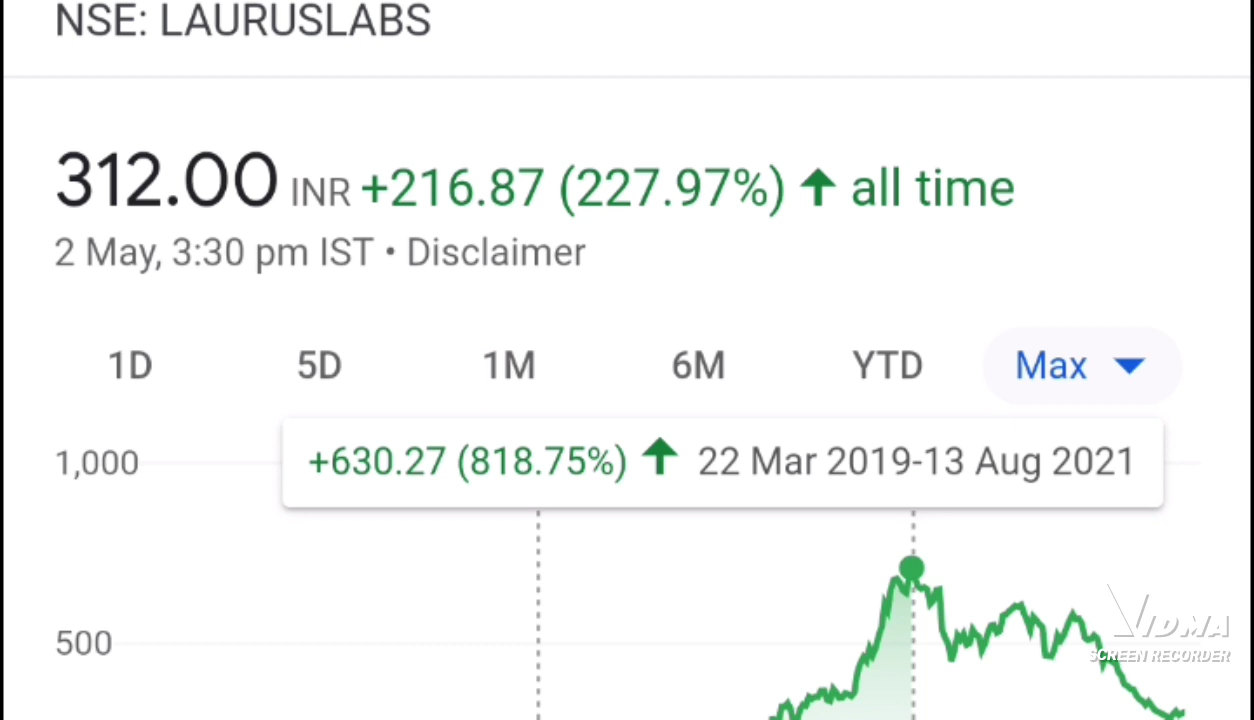 NSE: LAURUSLABS
312.00 INR +216.87 (227.97%) ↑ all time
2 May, 3:30 pm IST • Disclaimer
1D 5D 1M 6M YTD Max
+630.27 (818.75%) ↑ 22 Mar 2019-13 Aug 2021
1,000
500
VIDMA
SCREEN RECORDER